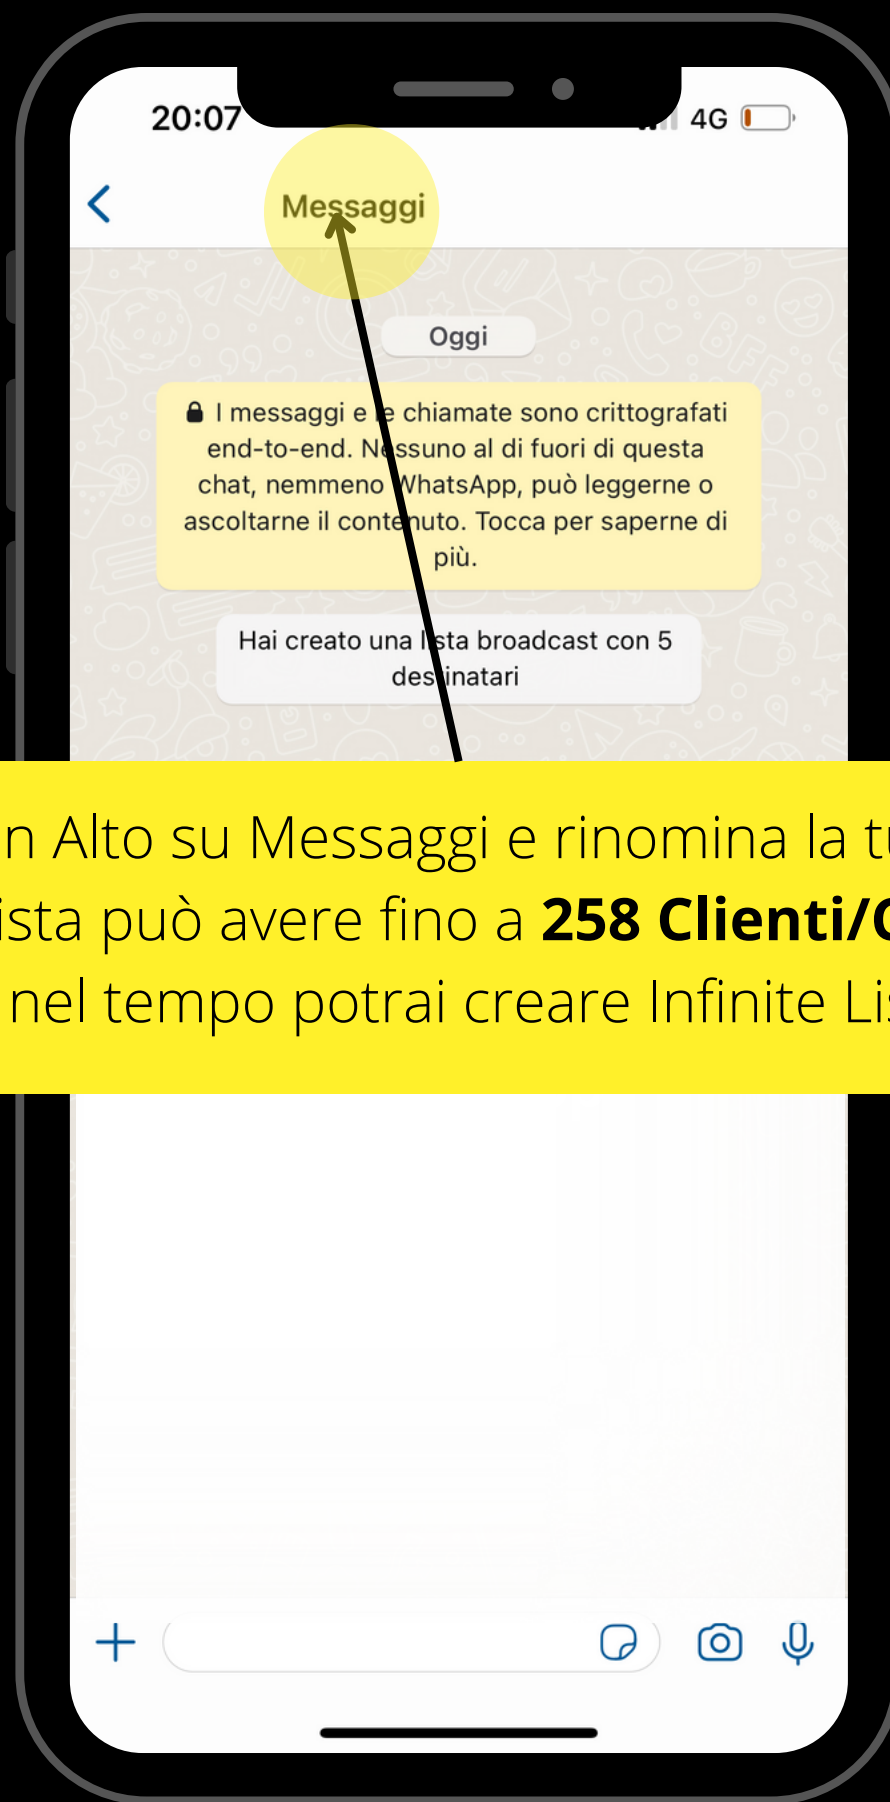 20:07 4G
Messaggi
Oggi
I messaggi e le chiamate sono crittografati
end-to-end. Nessuno al di fuori di questa
chat, nemmeno WhatsApp, può leggerne o
ascoltarne il contenuto. Tocca per saperne di
più.
Hai creato una lista broadcast con 5
destinatari
n Alto su Messaggi e rinomina la tu
ista può avere fino a 258 Clienti/
nel tempo potrai creare Infinite Lis